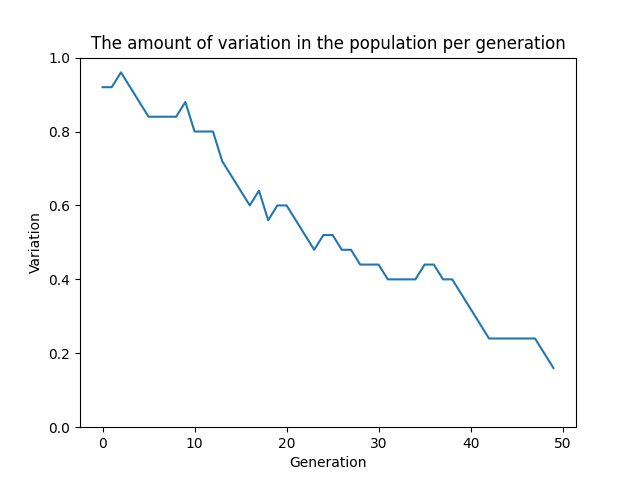 The amount of variation in the population per generation
1.0
0.8
0.6
0.4
0.2
0.0
Variation
0 10 20 30 40 50
Generation